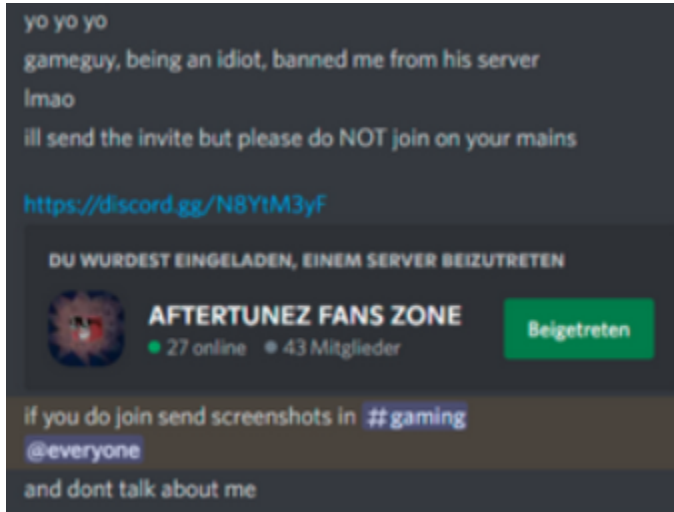 yo yo yo
gameguy, being an idiot, banned me from his server
lmao
ill send the invite but please do NOT join on your mains
https://discord.gg/N8YtM3yF
DU WURDEST EINGELADEN, EINEM SERVER BEIZUTRETEN
AFTERTUNEZ FANS ZONE
27 online 43 Mitglieder
Beigetreten
if you do join send screenshots in #gaming
@everyone
and dont talk about me